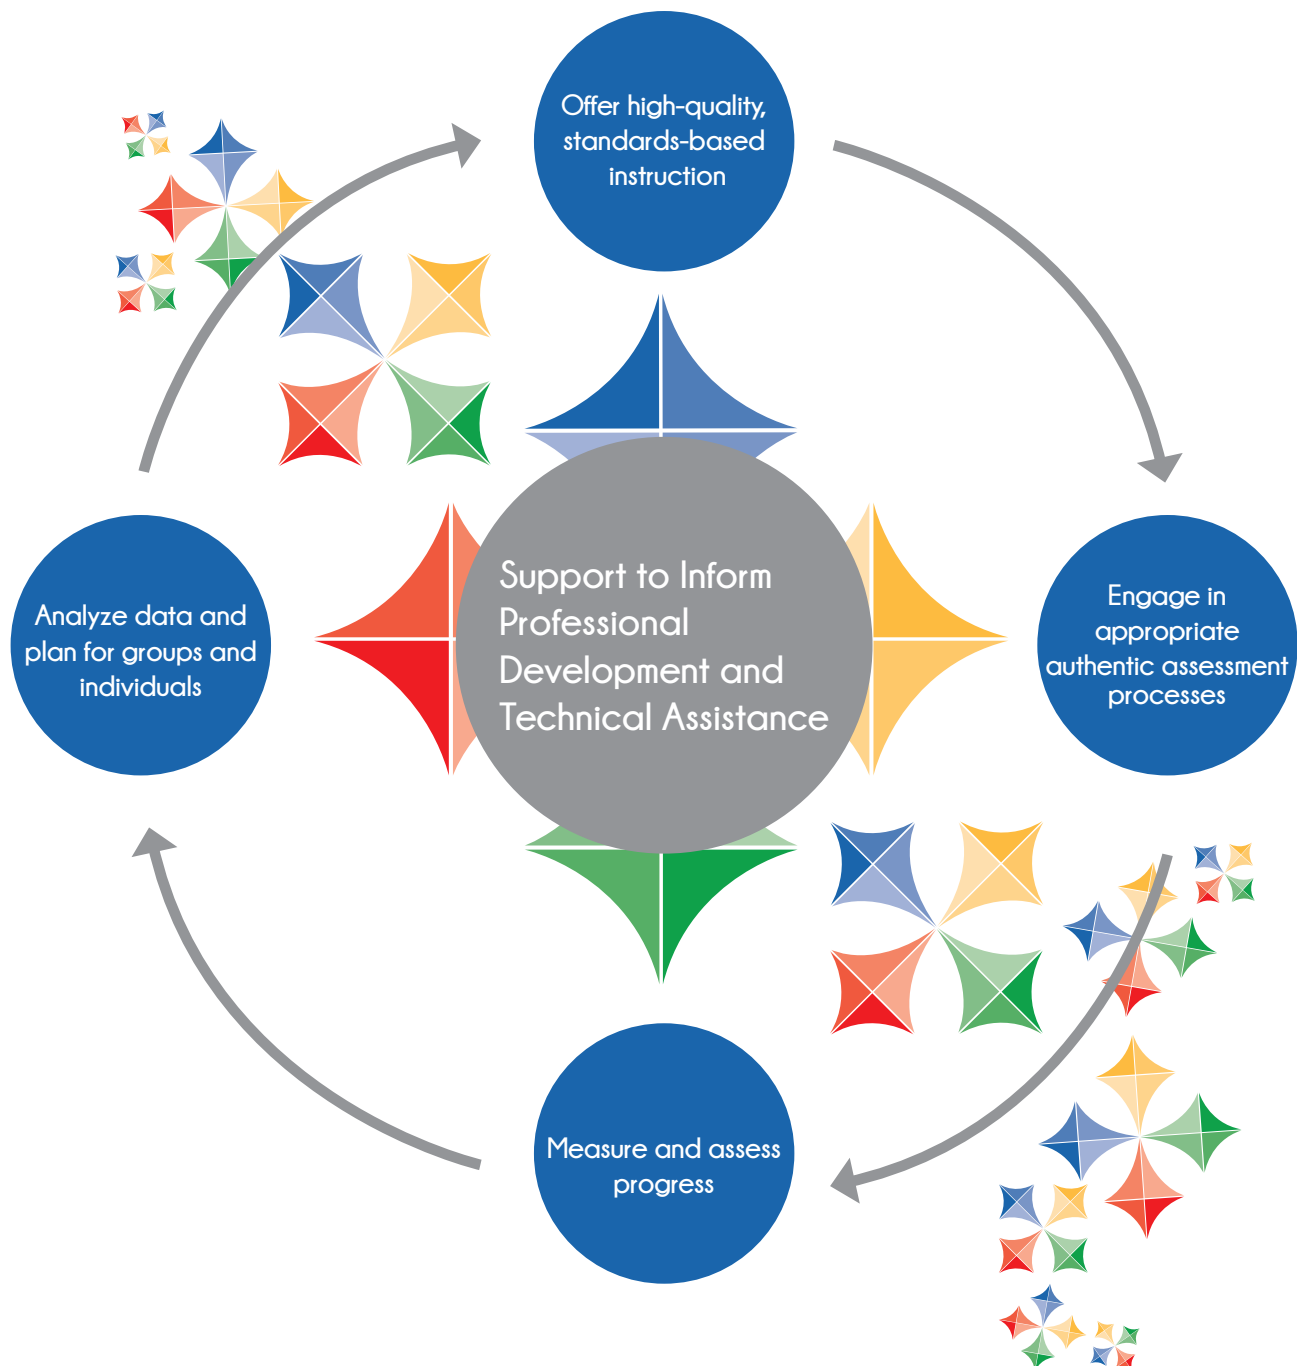 Offer high-quality,
standards-based
instruction
Engage in
appropriate
authentic assessment
processes
Measure and assess
progress
Analyze data and
plan for groups and
individuals
Support to Inform
Professional
Development and
Technical Assistance